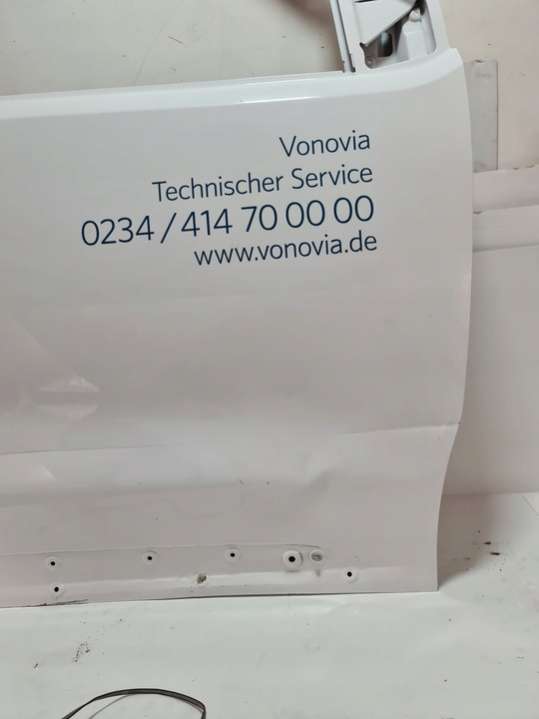 Vonovia
Technischer Service
0234 / 414 70 00 00
www.vonovia.de